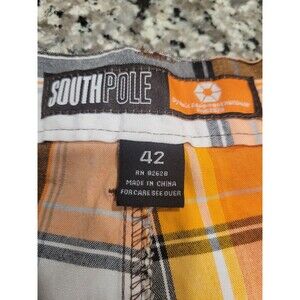 SOUTHPOLE
42
RN 82628
MADE IN CHINA
FOR CARE SEE OVER